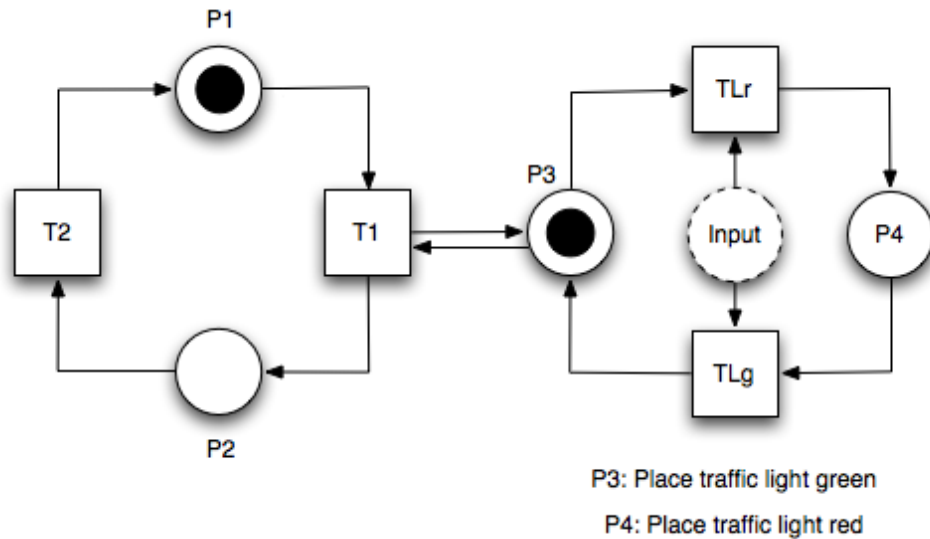 P1
TLr
P3
T2
T1
Input
P4
TLg
P2
P3: Place traffic light green
P4: Place traffic light red